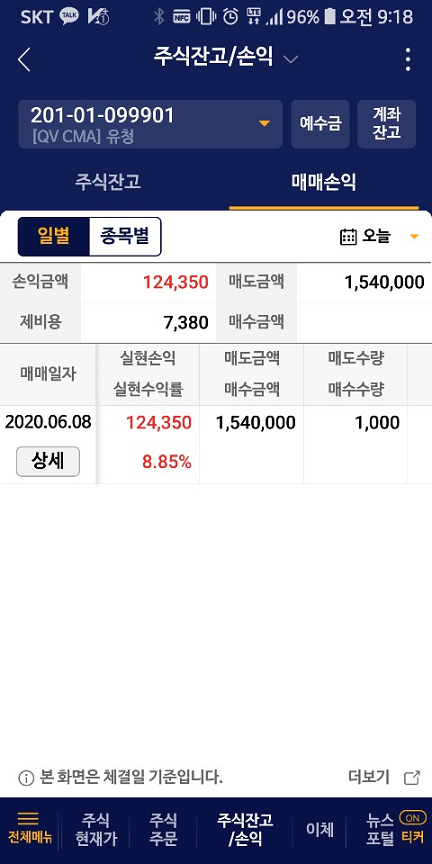 SKT TALK NFC LTE 96% 오전 9:18
주식잔고/손익
201-01-099901
[QV CMA] 유청
예수금
계좌
잔고
주식잔고
매매손익
일별
종목별
오늘
손익금액 124,350 매도금액 1,540,000
제비용 7,380 매수금액
매매일자
실현손익 매도금액 매도수량
실현수익률 매수금액 매수수량
2020.06.08 124,350 1,540,000 1,000
상세 8.85%
본 화면은 체결일 기준입니다.
더보기
전체메뉴
주식
현재가
주식
주문
주식잔고
/손익
이체
뉴스
포털
ON
티커